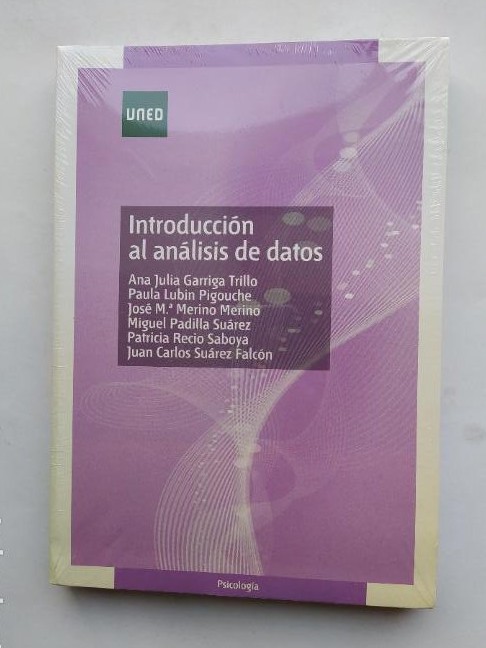 UNED
Introducción
al análisis de datos
Ana Julia Garriga Trillo
Paula Lubin Pigouche
José M.ª Merino Merino
Miguel Padilla Suárez
Patricia Recio Saboya
Juan Carlos Suárez Falcón
Psicología